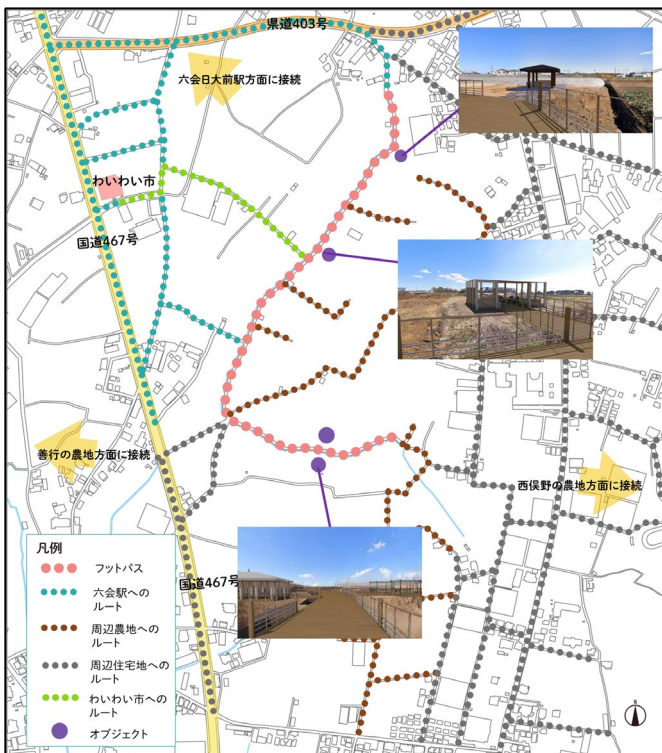 県道403号
六会日大前駅方面に接続
わいわい市
国道467号
善行の農地方面に接続
西俣野の農地方面に接続
凡例
フットパス
六会駅への
ルート
周辺農地への
ルート
周辺住宅地への
ルート
わいわい市への
ルート
オブジェクト
国道467号
N